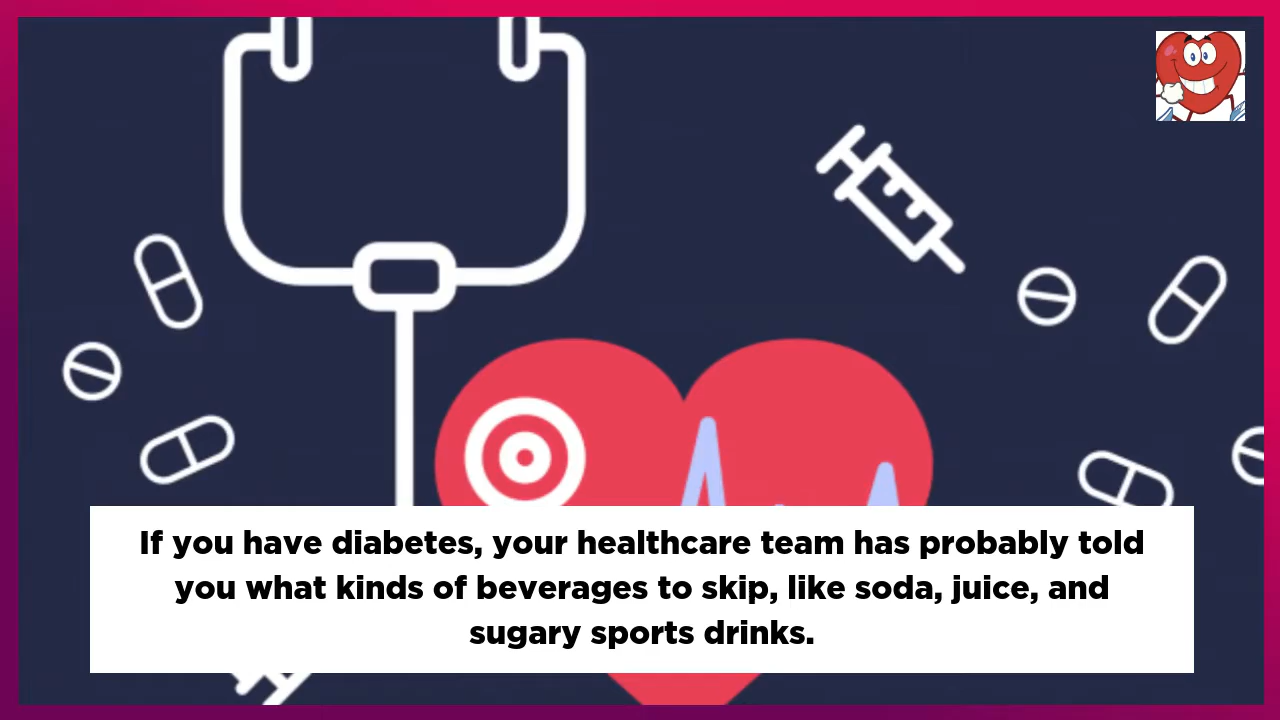 If you have diabetes, your healthcare team has probably told
you what kinds of beverages to skip, like soda, juice, and
sugary sports drinks.